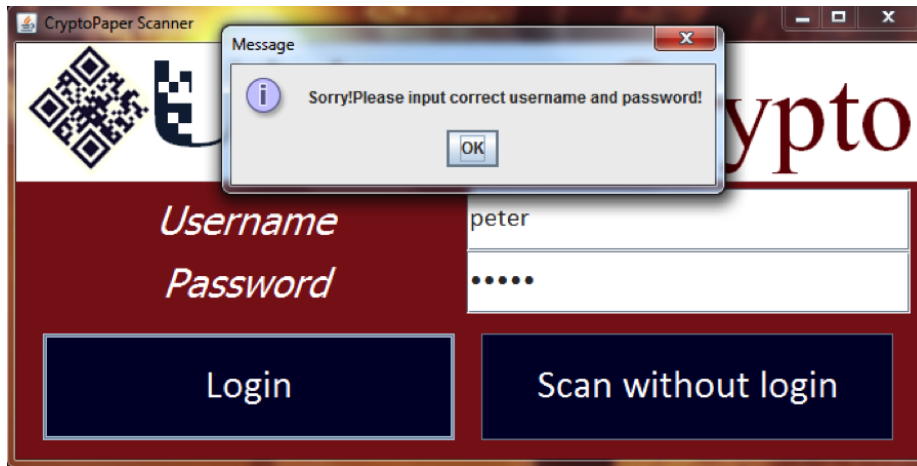 CryptoPaper Scanner
Message
Sorry!Please input correct username and password!
OK
ypto
Username
peter
Password
•••••
Login
Scan without login